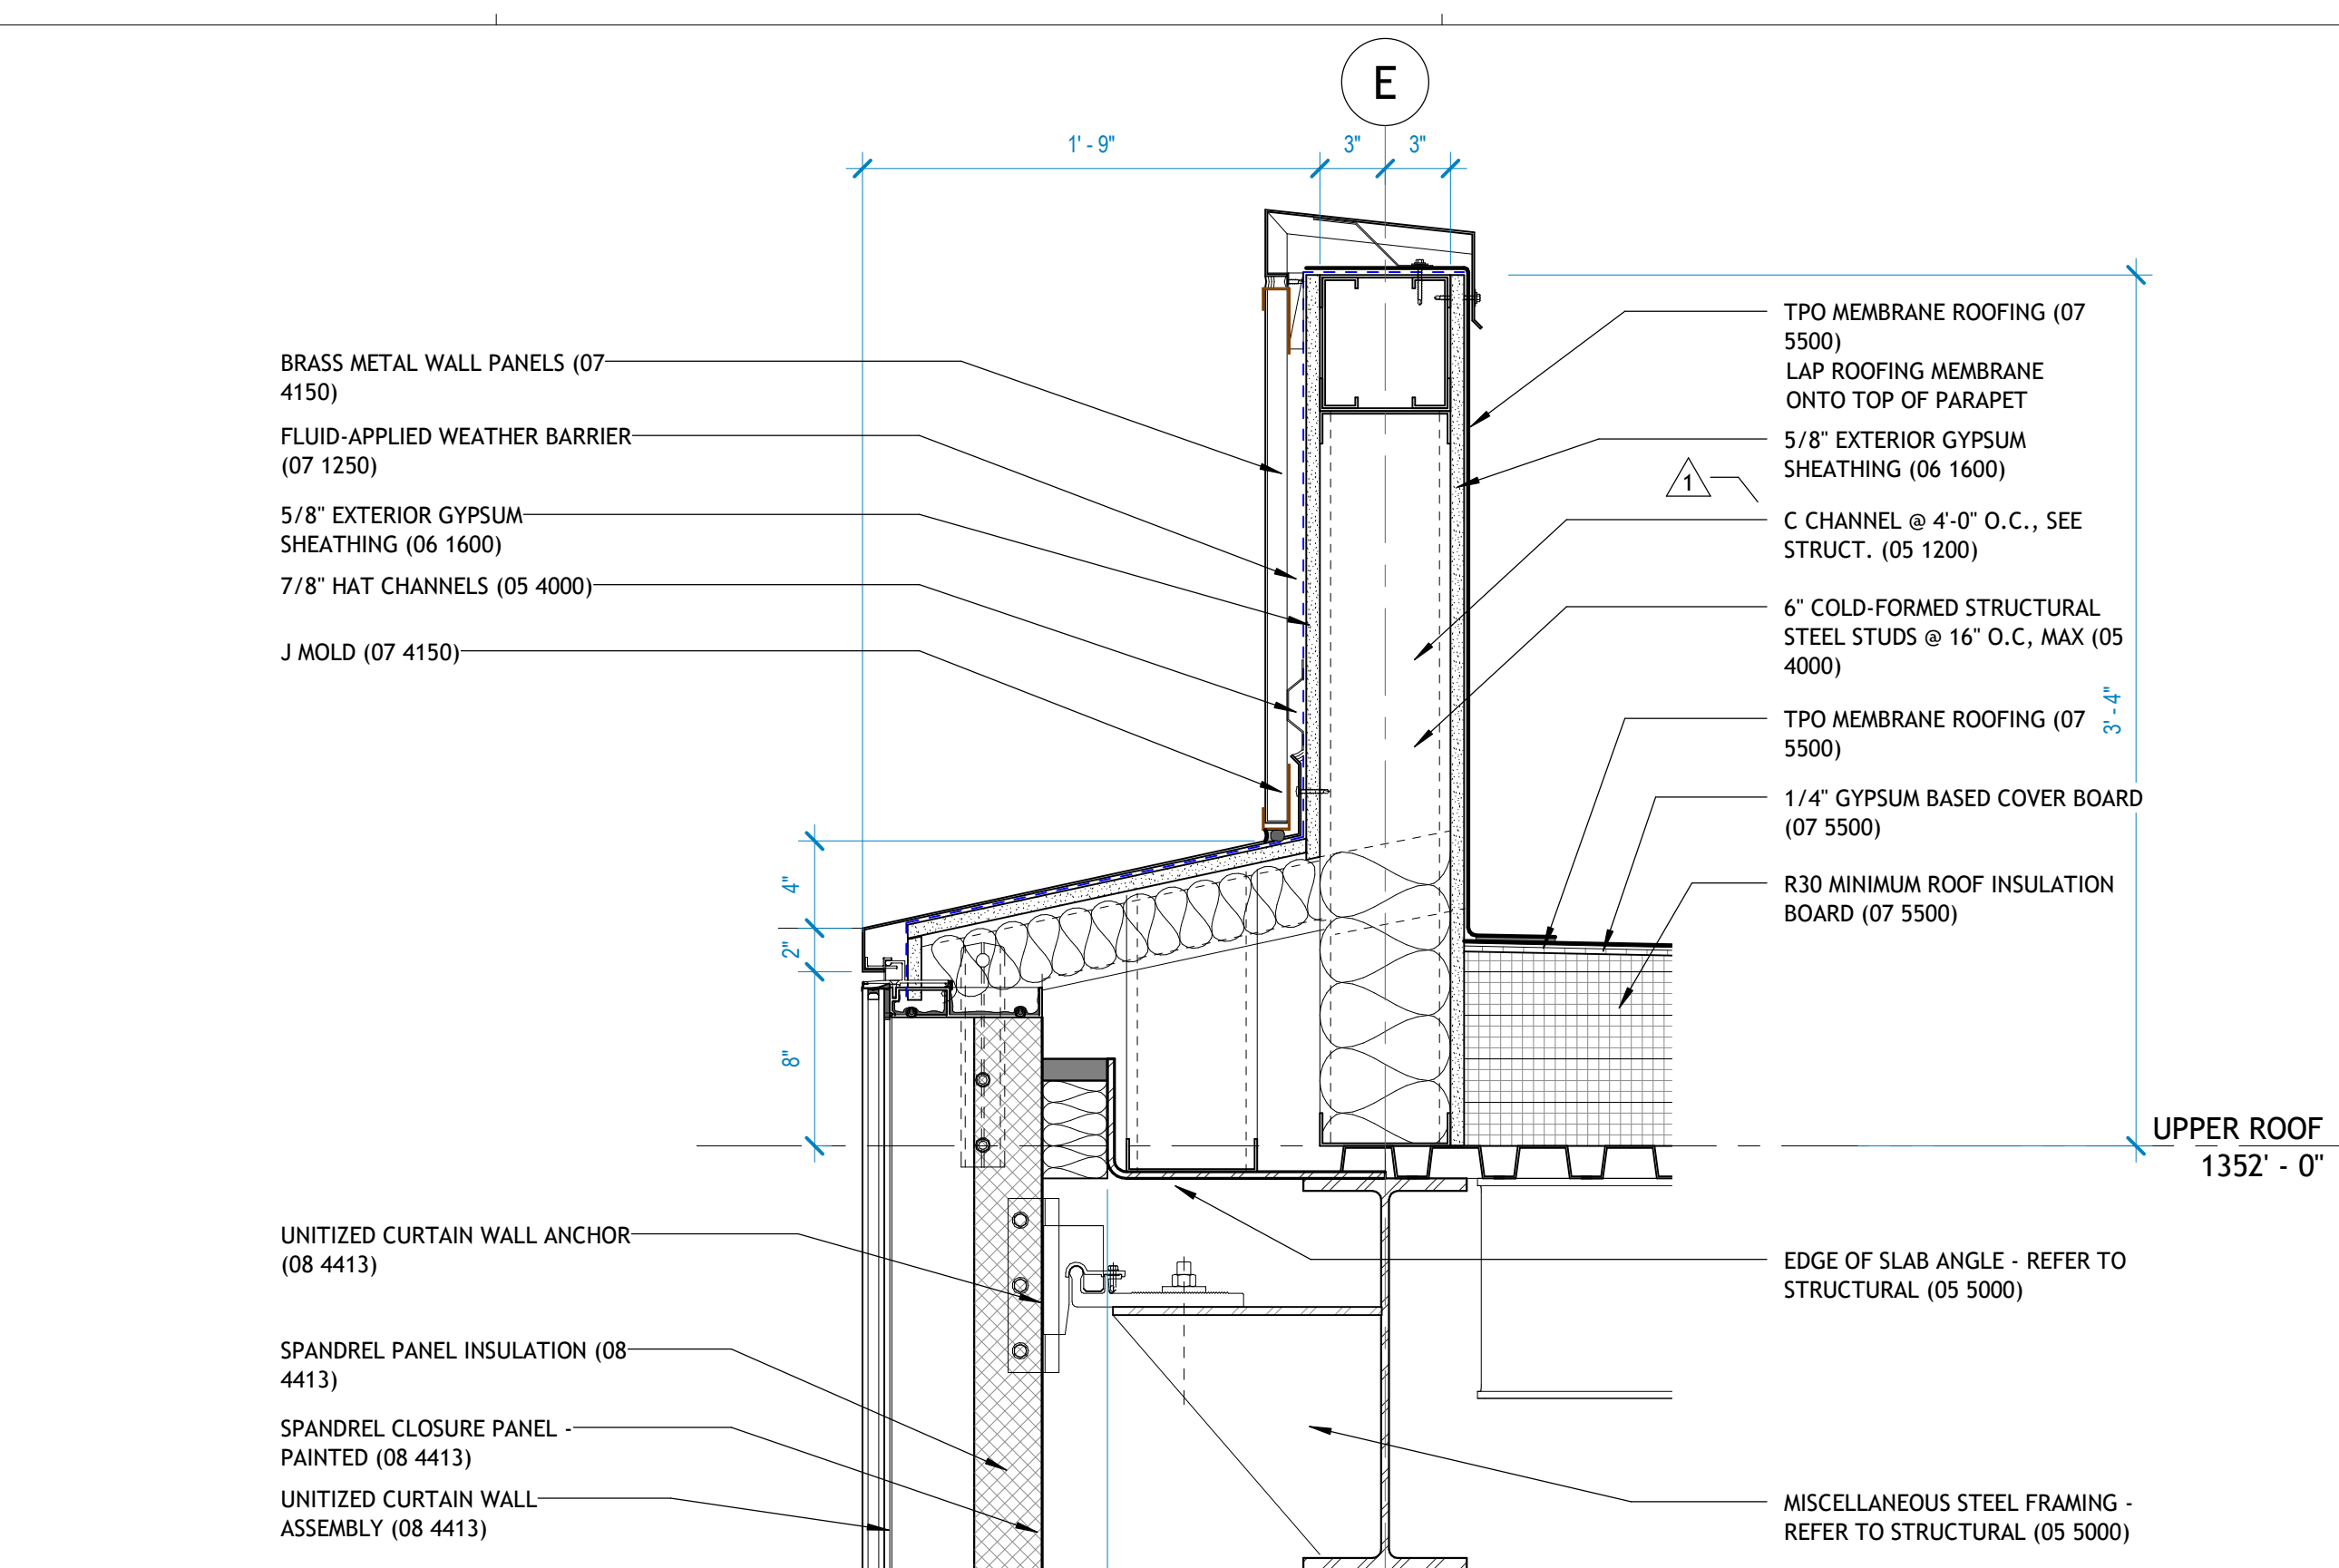 E
1' - 9"
3"
3"
BRASS METAL WALL PANELS (07
4150)
FLUID-APPLIED WEATHER BARRIER
(07 1250)
5/8" EXTERIOR GYPSUM
SHEATHING (06 1600)
7/8" HAT CHANNELS (05 4000)
J MOLD (07 4150)
4"
2"
8"
UNITIZED CURTAIN WALL ANCHOR
(08 4413)
SPANDREL PANEL INSULATION (08
4413)
SPANDREL CLOSURE PANEL -
PAINTED (08 4413)
UNITIZED CURTAIN WALL
ASSEMBLY (08 4413)
TPO MEMBRANE ROOFING (07
5500)
LAP ROOFING MEMBRANE
ONTO TOP OF PARAPET
5/8" EXTERIOR GYPSUM
SHEATHING (06 1600)
1
C CHANNEL @ 4'-0" O.C., SEE
STRUCT. (05 1200)
6" COLD-FORMED STRUCTURAL
STEEL STUDS @ 16" O.C, MAX (05
4000)
3' - 4"
TPO MEMBRANE ROOFING (07
5500)
1/4" GYPSUM BASED COVER BOARD
(07 5500)
R30 MINIMUM ROOF INSULATION
BOARD (07 5500)
UPPER ROOF
1352' - 0"
EDGE OF SLAB ANGLE - REFER TO
STRUCTURAL (05 5000)
MISCELLANEOUS STEEL FRAMING -
REFER TO STRUCTURAL (05 5000)